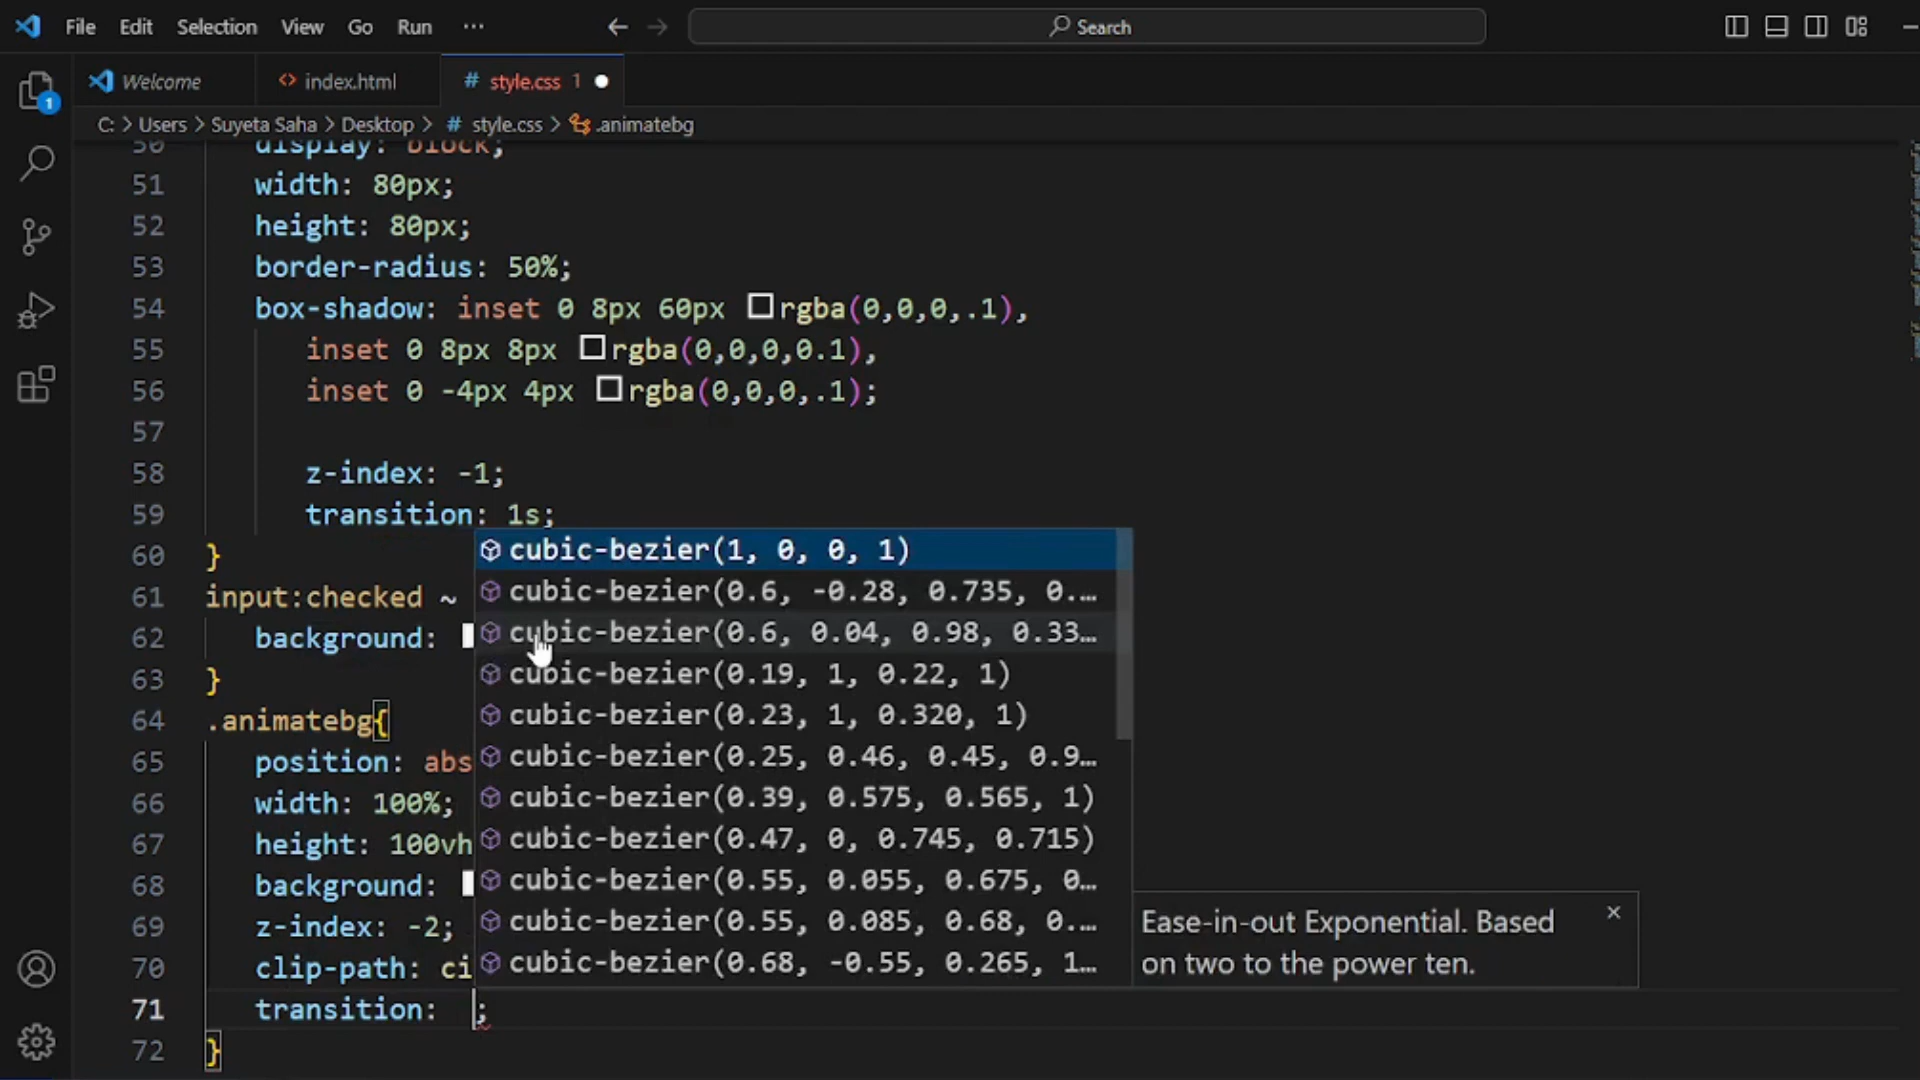 File Edit Selection View Go Run ··· Search
Welcome index.html # style.css 1
C: > Users > Suyeta Saha > Desktop > # style.css > .animatebg
50 display: block;
51 width: 80px;
52 height: 80px;
53 border-radius: 50%;
54 box-shadow: inset 0 8px 60px rgba(0,0,0,.1),
55 inset 0 8px 8px rgba(0,0,0,0.1),
56 inset 0 -4px 4px rgba(0,0,0,.1);
57
58 z-index: -1;
59 transition: 1s;
60 }
61 input:checked ~
62 background:
63 }
64 .animatebg{
65 position: abs
66 width: 100%;
67 height: 100vh
68 background:
69 z-index: -2;
70 clip-path: ci
71 transition: ;
72 }
cubic-bezier(1, 0, 0, 1)
cubic-bezier(0.6, -0.28, 0.735, 0.…
cubic-bezier(0.6, 0.04, 0.98, 0.33…
cubic-bezier(0.19, 1, 0.22, 1)
cubic-bezier(0.23, 1, 0.320, 1)
cubic-bezier(0.25, 0.46, 0.45, 0.9…
cubic-bezier(0.39, 0.575, 0.565, 1)
cubic-bezier(0.47, 0, 0.745, 0.715)
cubic-bezier(0.55, 0.055, 0.675, 0…
cubic-bezier(0.55, 0.085, 0.68, 0.…
cubic-bezier(0.68, -0.55, 0.265, 1…
Ease-in-out Exponential. Based
on two to the power ten.
1